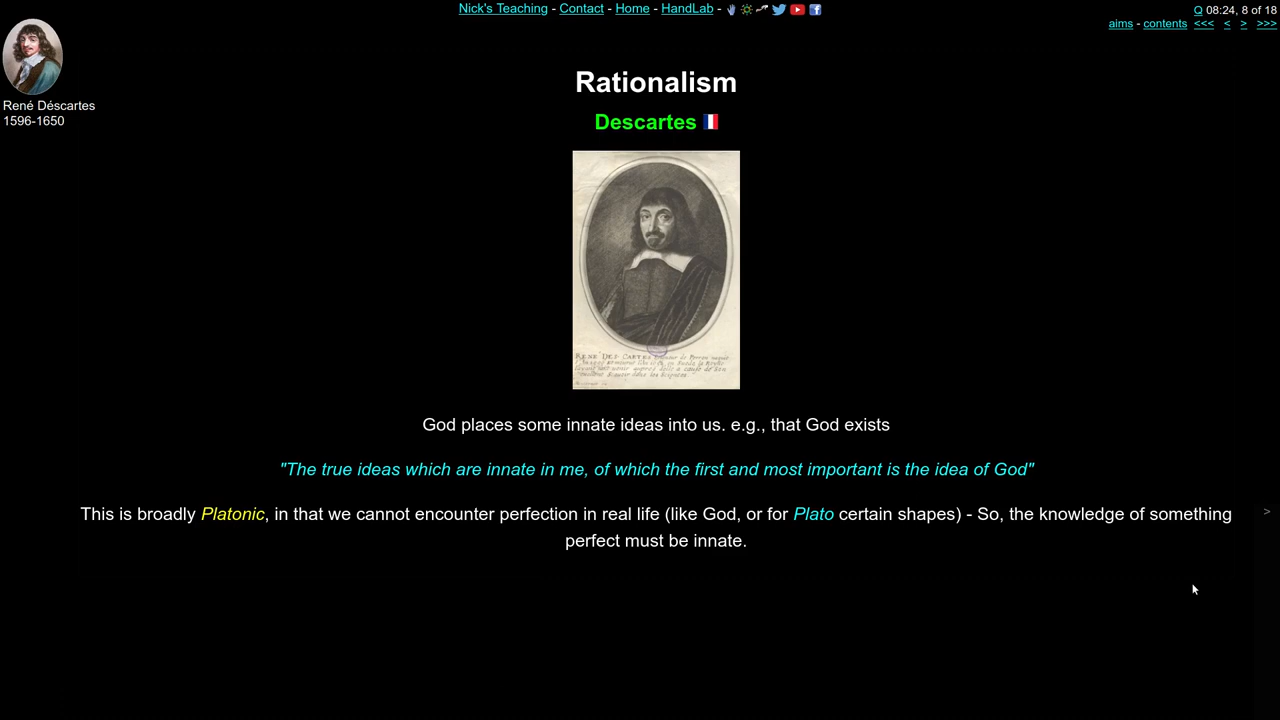 Nick's Teaching - Contact - Home - HandLab -
Q 08:24, 8 of 18
aims - contents <<< < > >>>
René Déscartes
1596-1650
Rationalism
Descartes
RENÉ DES CARTES
God places some innate ideas into us. e.g., that God exists
"The true ideas which are innate in me, of which the first and most important is the idea of God"
This is broadly Platonic, in that we cannot encounter perfection in real life (like God, or for Plato certain shapes) - So, the knowledge of something
perfect must be innate.
>